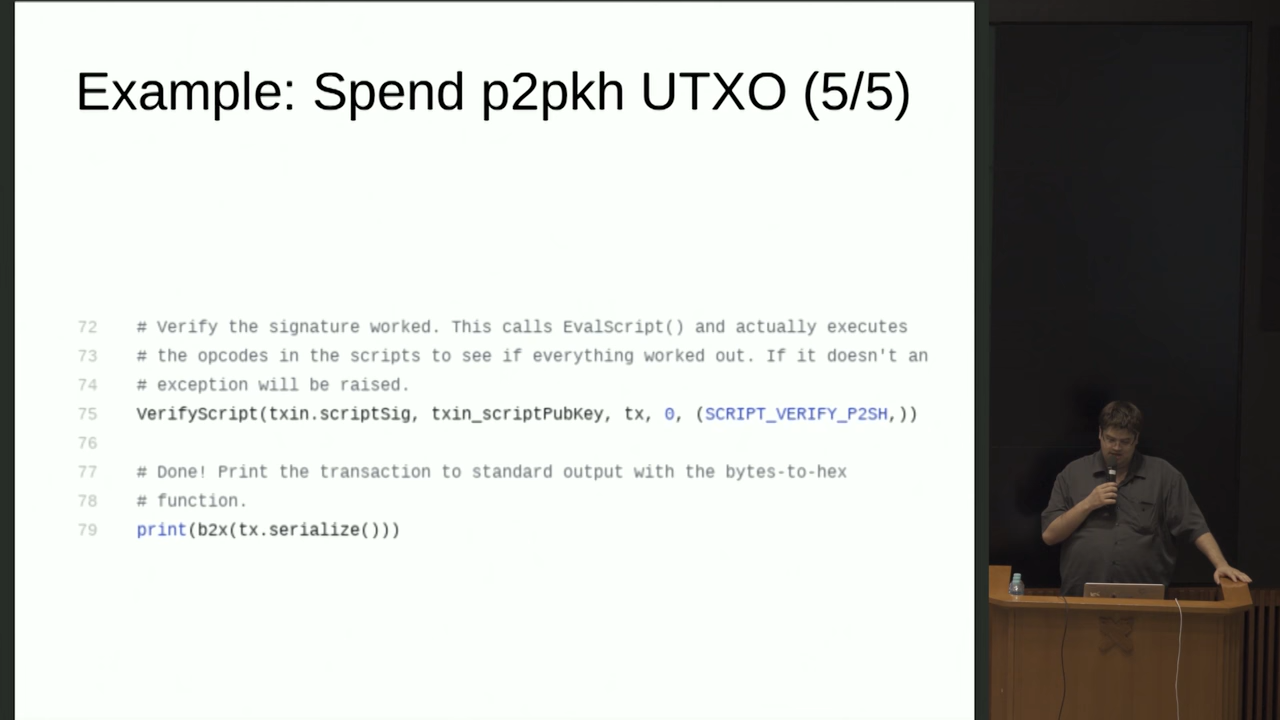 Example: Spend p2pkh UTXO (5/5)
72 # Verify the signature worked. This calls EvalScript() and actually executes
73 # the opcodes in the scripts to see if everything worked out. If it doesn't an
74 # exception will be raised.
75 VerifyScript(txin.scriptSig, txin_scriptPubKey, tx, 0, (SCRIPT_VERIFY_P2SH,))
76
77 # Done! Print the transaction to standard output with the bytes-to-hex
78 # function.
79 print(b2x(tx.serialize()))